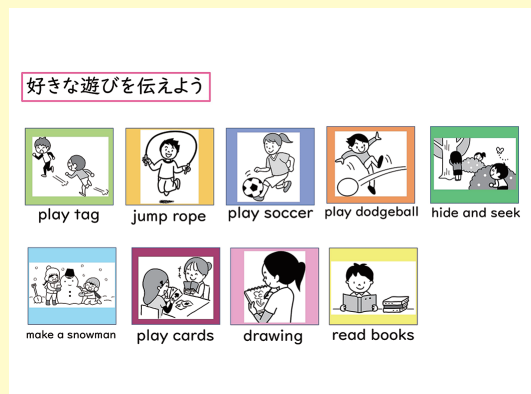 好きな遊びを伝えよう
play tag
jump rope
play soccer
play dodgeball
hide and seek
make a snowman
play cards
drawing
read books